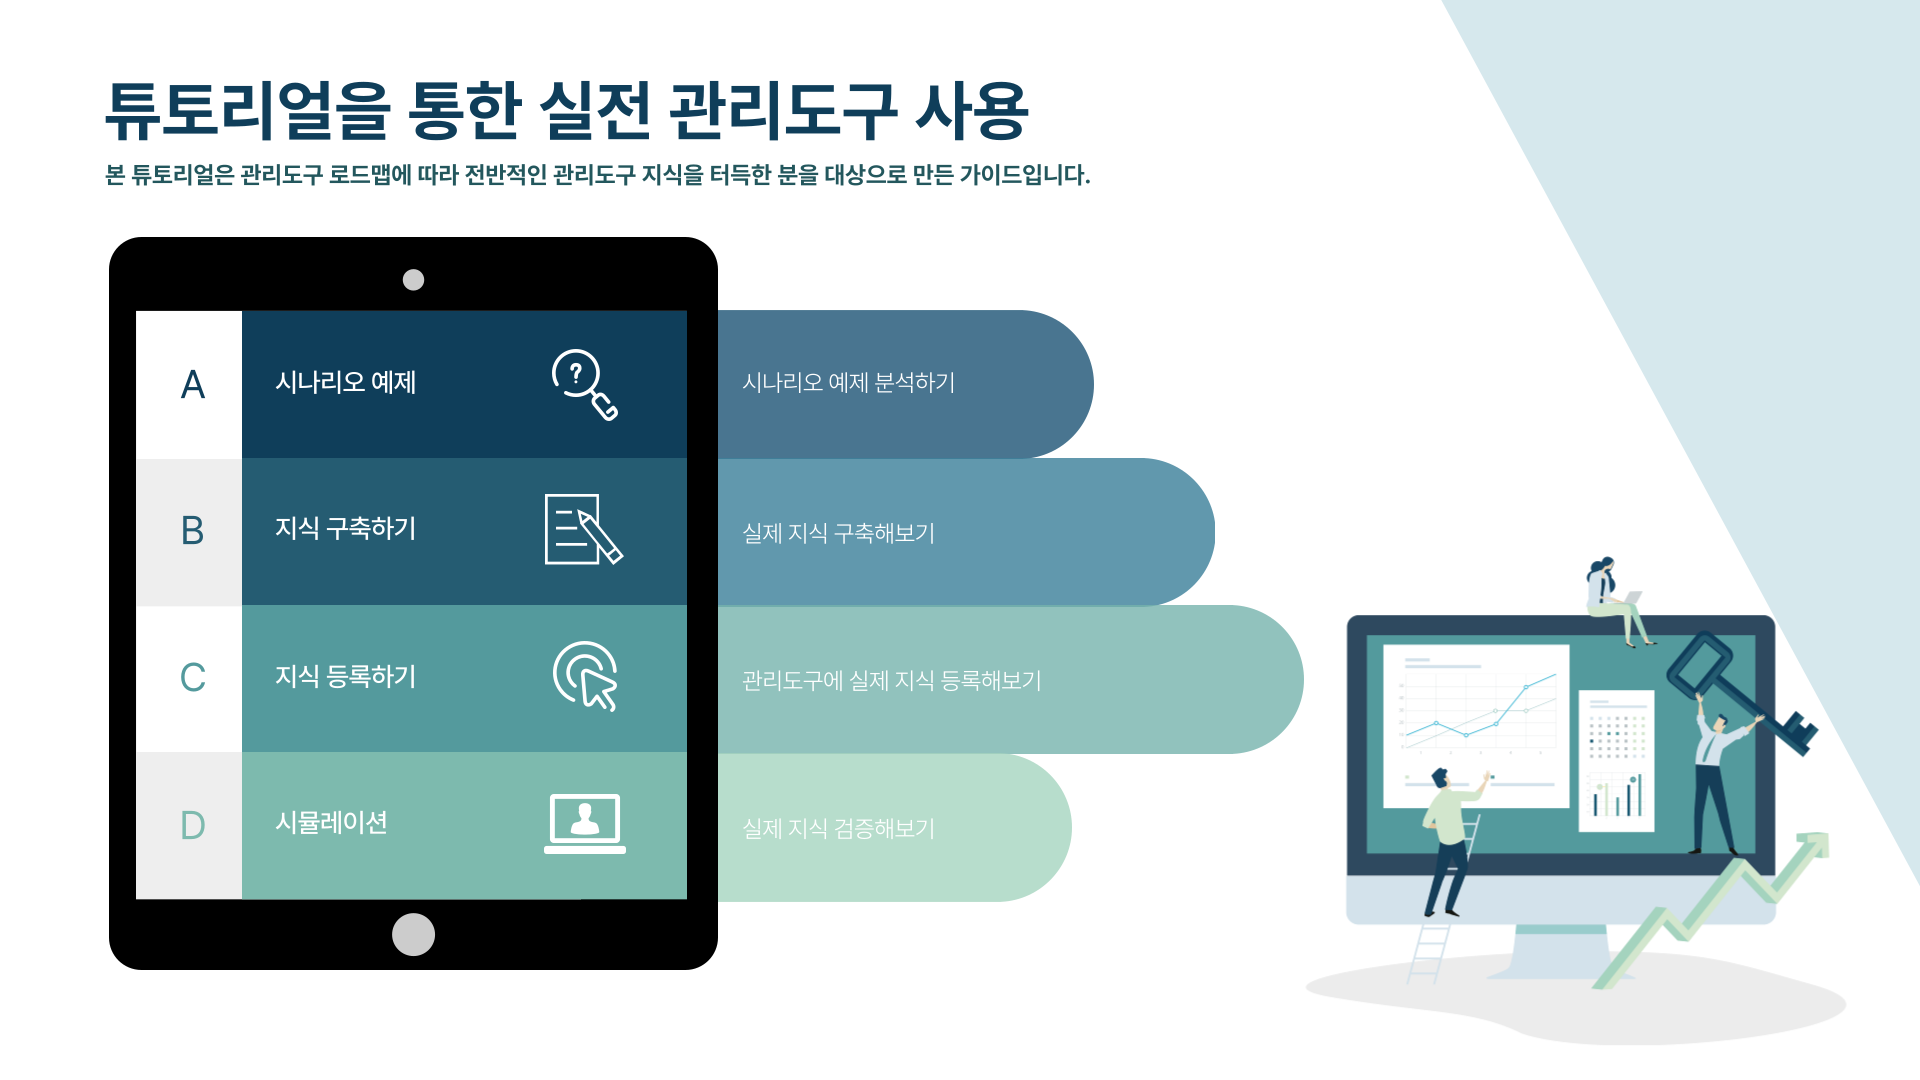 튜토리얼을 통한 실전 관리도구 사용
본 튜토리얼은 관리도구 로드맵에 따라 전반적인 관리도구 지식을 터득한 분을 대상으로 만든 가이드입니다.
A
시나리오 예제
?
시나리오 예제 분석하기
B
지식 구축하기
실제 지식 구축해보기
C
지식 등록하기
관리도구에 실제 지식 등록해보기
D
시뮬레이션
실제 지식 검증해보기